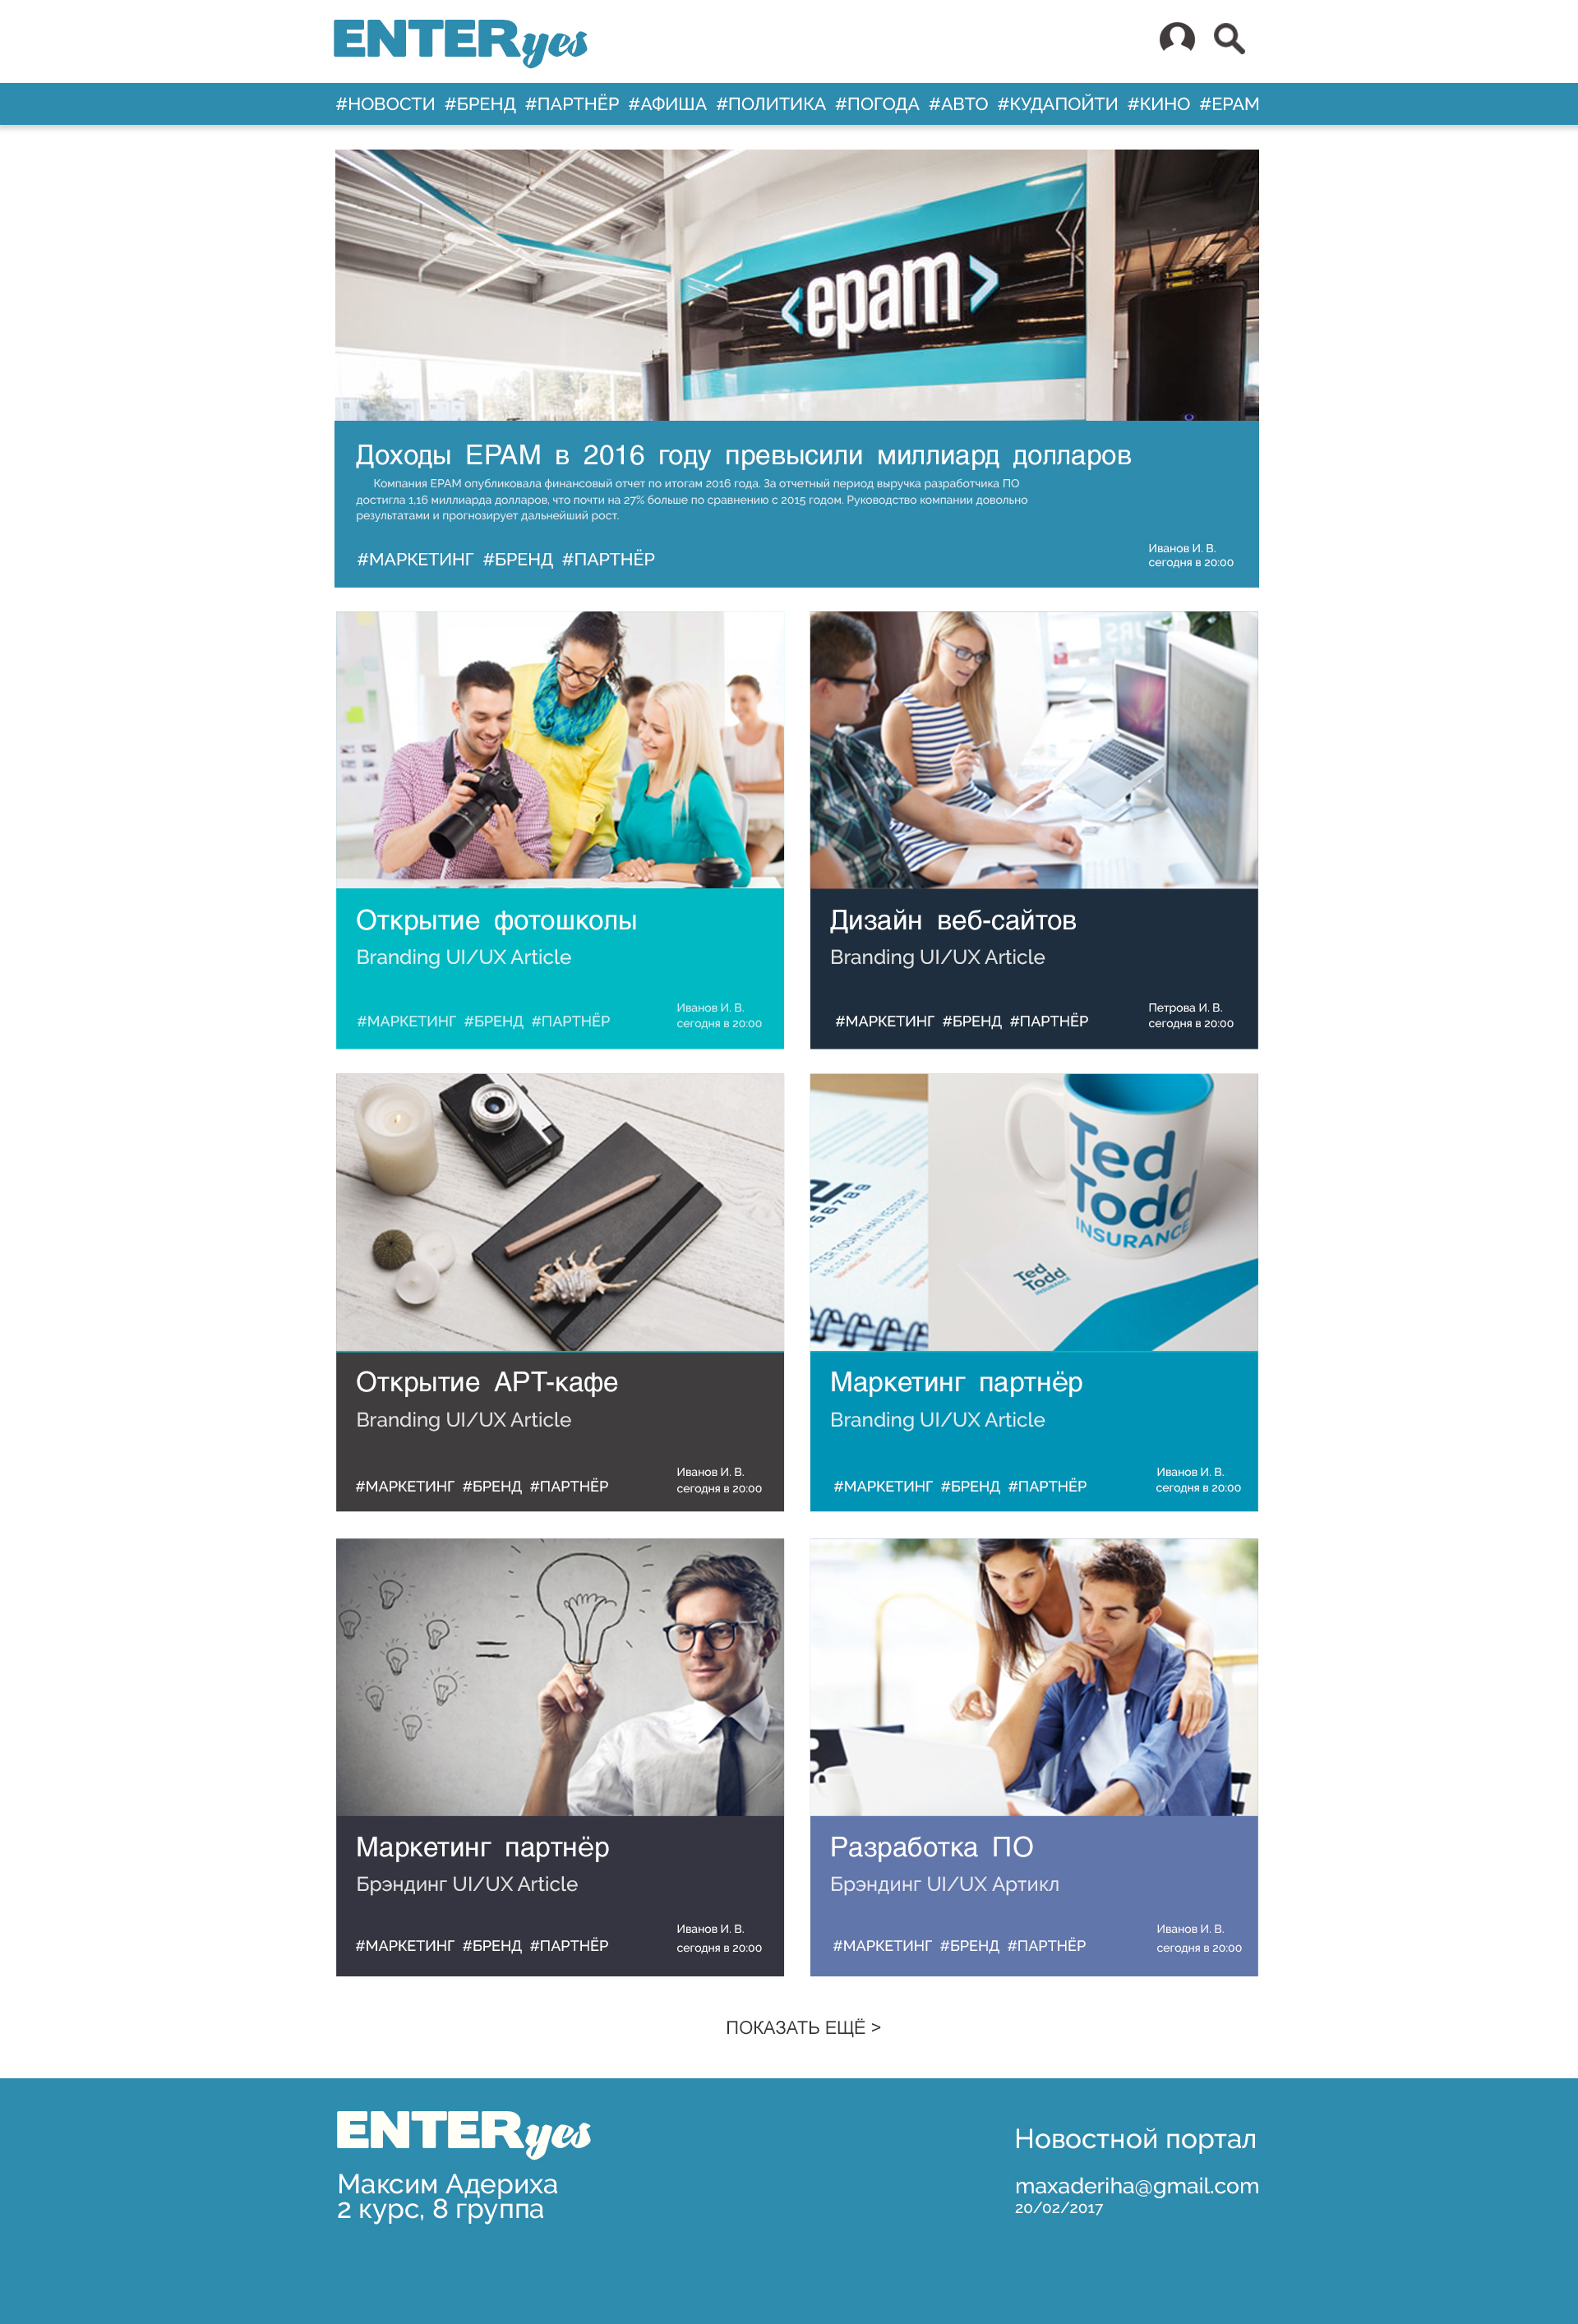 ENTERyes
#НОВОСТИ #БРЕНД #ПАРТНЁР #АФИША #ПОЛИТИКА #ПОГОДА #АВТО #КУДАПОЙТИ #КИНО #EPAM
<epam>
Доходы EPAM в 2016 году превысили миллиард долларов
Компания EPAM опубликовала финансовый отчет по итогам 2016 года. За отчетный период выручка разработчика ПО
достигла 1,16 миллиарда долларов, что почти на 27% больше по сравнению с 2015 годом. Руководство компании довольно
результатами и прогнозирует дальнейший рост.
#МАРКЕТИНГ #БРЕНД #ПАРТНЁР
Иванов И. В.
сегодня в 20:00
Открытие фотошколы
Branding UI/UX Article
#МАРКЕТИНГ #БРЕНД #ПАРТНЁР
Иванов И. В.
сегодня в 20:00
Дизайн веб-сайтов
Branding UI/UX Article
#МАРКЕТИНГ #БРЕНД #ПАРТНЁР
Петрова И. В.
сегодня в 20:00
Ted
Todd
INSURANCE
Ted
Todd
INSURANCE
Открытие АРТ-кафе
Branding UI/UX Article
#МАРКЕТИНГ #БРЕНД #ПАРТНЁР
Иванов И. В.
сегодня в 20:00
Маркетинг партнёр
Branding UI/UX Article
#МАРКЕТИНГ #БРЕНД #ПАРТНЁР
Иванов И. В.
сегодня в 20:00
Маркетинг партнёр
Брэндинг UI/UX Article
#МАРКЕТИНГ #БРЕНД #ПАРТНЁР
Иванов И. В.
сегодня в 20:00
Разработка ПО
Брэндинг UI/UX Артикл
#МАРКЕТИНГ #БРЕНД #ПАРТНЁР
Иванов И. В.
сегодня в 20:00
ПОКАЗАТЬ ЕЩЁ >
ENTERyes
Максим Адериха
2 курс, 8 группа
Новостной портал
maxaderiha@gmail.com
20/02/2017